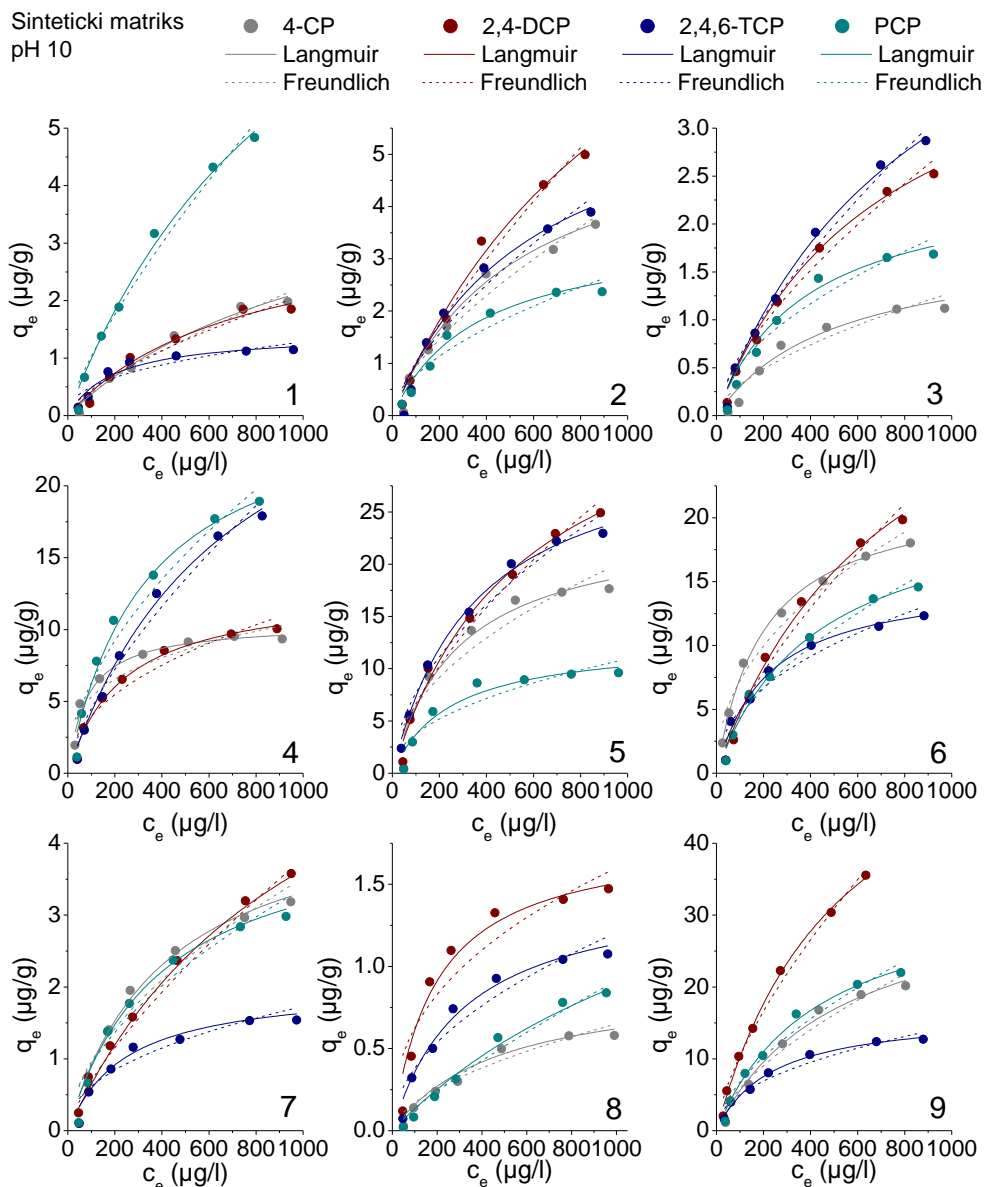 Sinteticki matriks
pH 10
4-CP 2,4-DCP 2,4,6-TCP PCP
Langmuir Langmuir Langmuir Langmuir
Freundlich Freundlich Freundlich Freundlich
5
4
3
2
1
0
q_e (µg/g)
0 200 400 600 800 1000
c_e (µg/l)
1
5
4
3
2
1
0
q_e (µg/g)
0 200 400 600 800 1000
c_e (µg/l)
2
3.0
2.5
2.0
1.5
1.0
0.5
0.0
q_e (µg/g)
0 200 400 600 800 1000
c_e (µg/l)
3
20
15
10
5
0
q_e (µg/g)
0 200 400 600 800 1000
c_e (µg/l)
4
25
20
15
10
5
0
q_e (µg/g)
0 200 400 600 800 1000
c_e (µg/l)
5
20
15
10
5
0
q_e (µg/g)
0 200 400 600 800 1000
c_e (µg/l)
6
4
3
2
1
0
q_e (µg/g)
0 200 400 600 800 1000
c_e (µg/l)
7
1.5
1.0
0.5
0.0
q_e (µg/g)
0 200 400 600 800 1000
c_e (µg/l)
8
40
30
20
10
0
q_e (µg/g)
0 200 400 600 800 1000
c_e (µg/l)
9